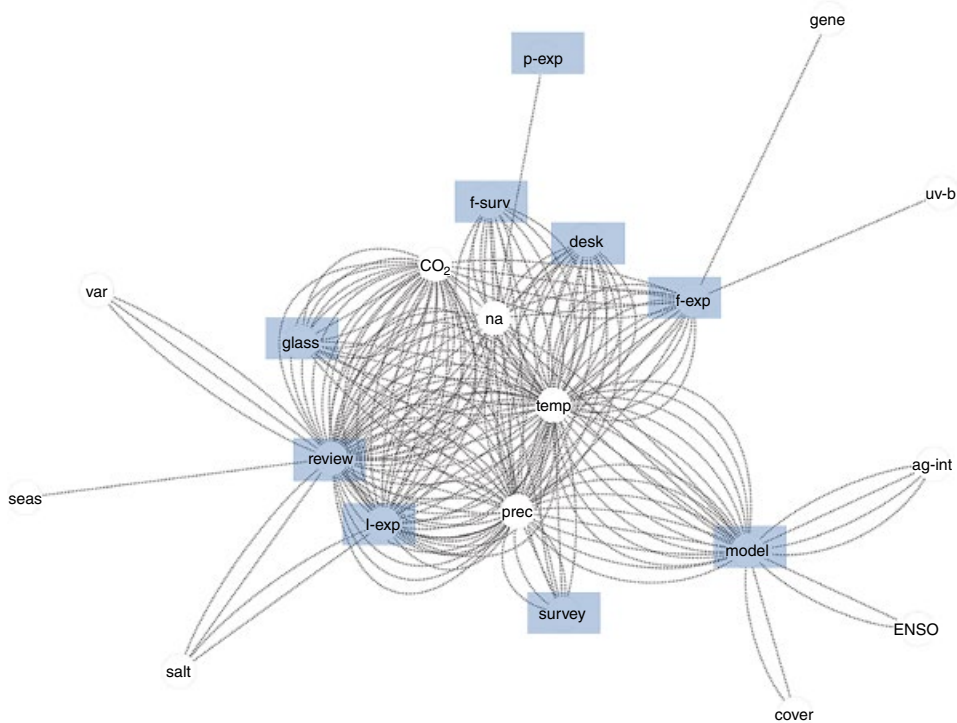 gene
p-exp
uv-b
f-surv
desk
CO₂
var
f-exp
na
glass
temp
review
ag-int
seas
prec
l-exp
model
survey
ENSO
salt
cover